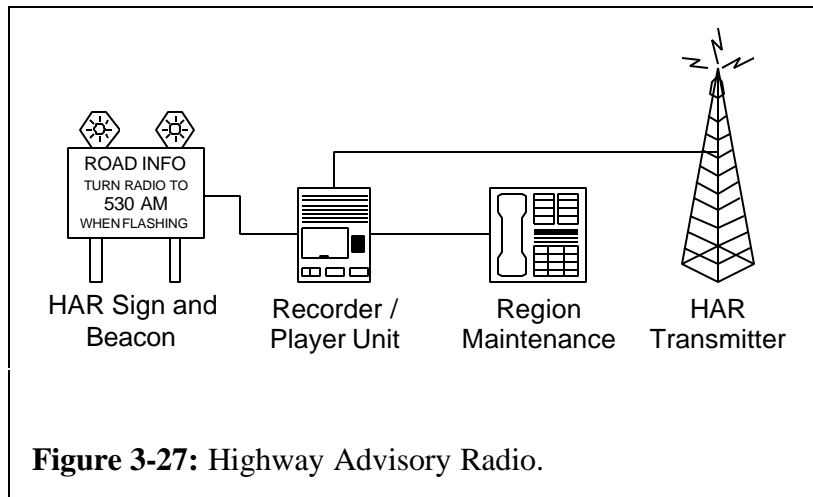 ROAD INFO
TURN RADIO TO
530 AM
WHEN FLASHING
HAR Sign and
Beacon
Recorder /
Player Unit
Region
Maintenance
HAR
Transmitter
Figure 3-27: Highway Advisory Radio.